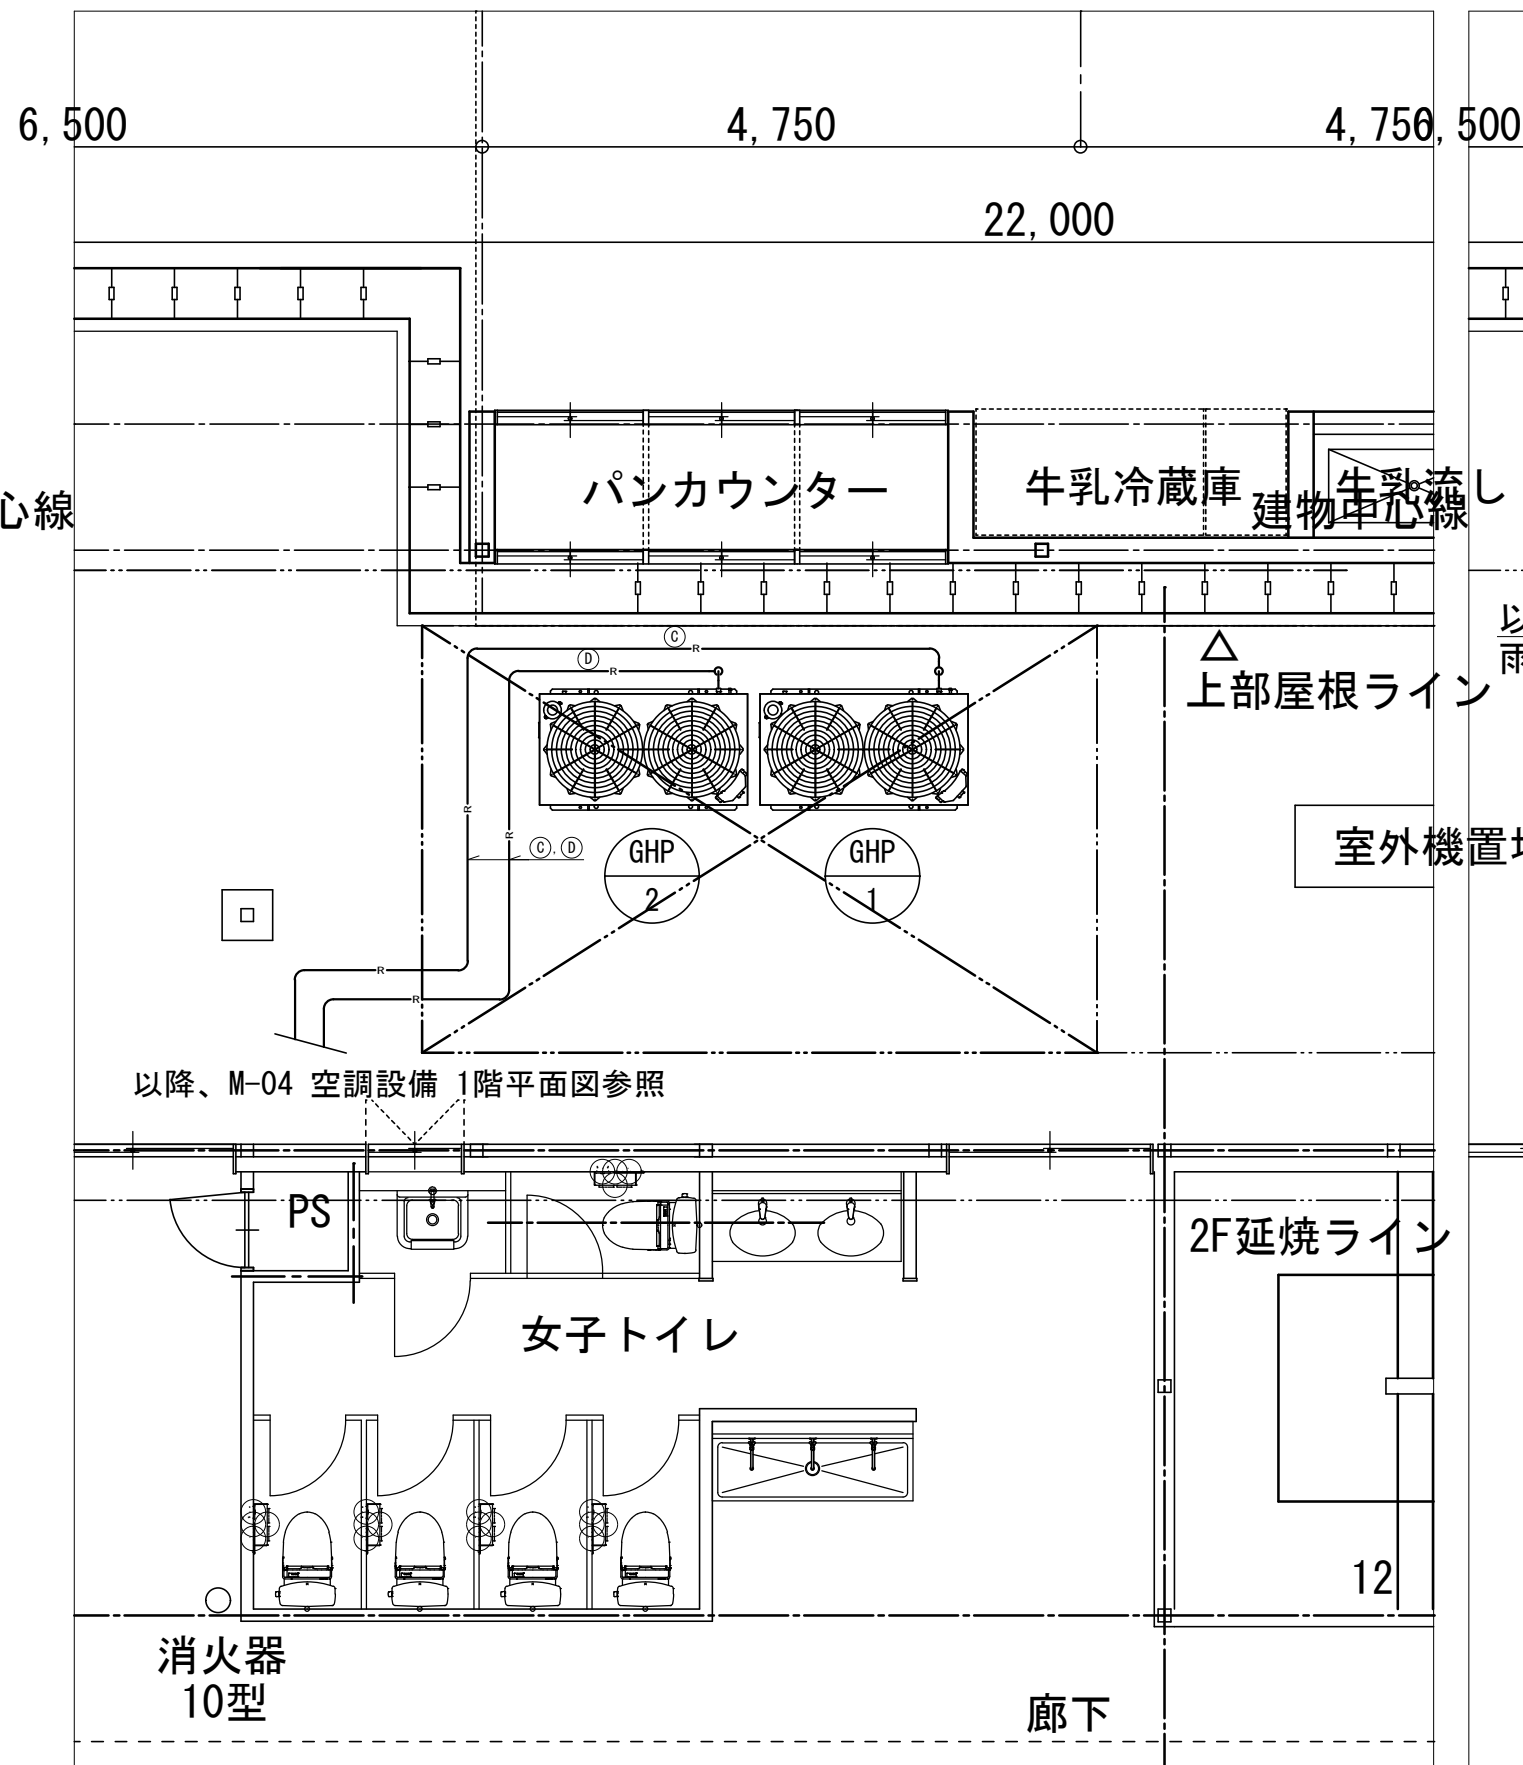 6,500
4,750
4,750
6,500
22,000
パンカウンター
牛乳冷蔵庫
牛乳流し
心線
建物中心線
以
雨
C
R
D
R
上部屋根ライン
R
R
C, D
GHP
2
GHP
1
室外機置場
R
R
以降、M-04 空調設備 1階平面図参照
PS
2F延焼ライン
女子トイレ
12
消火器
10型
廊下